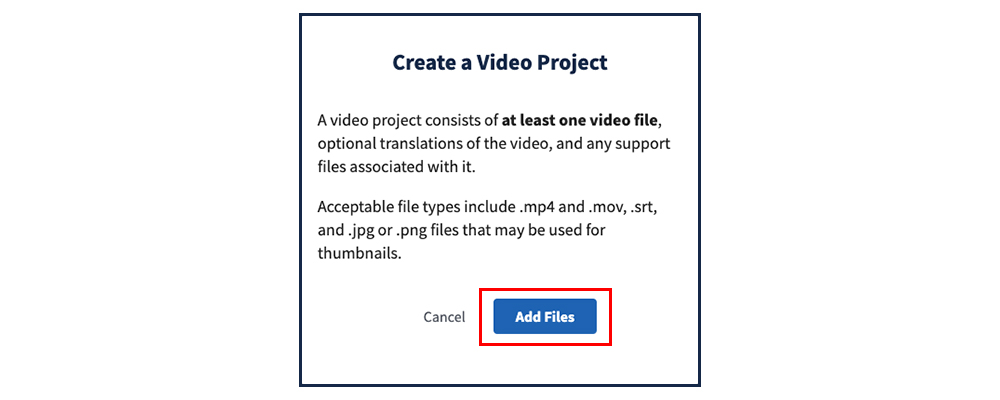 Create a Video Project
A video project consists of at least one video file,
optional translations of the video, and any support
files associated with it.
Acceptable file types include .mp4 and .mov, .srt,
and .jpg or .png files that may be used for
thumbnails.
Cancel
Add Files